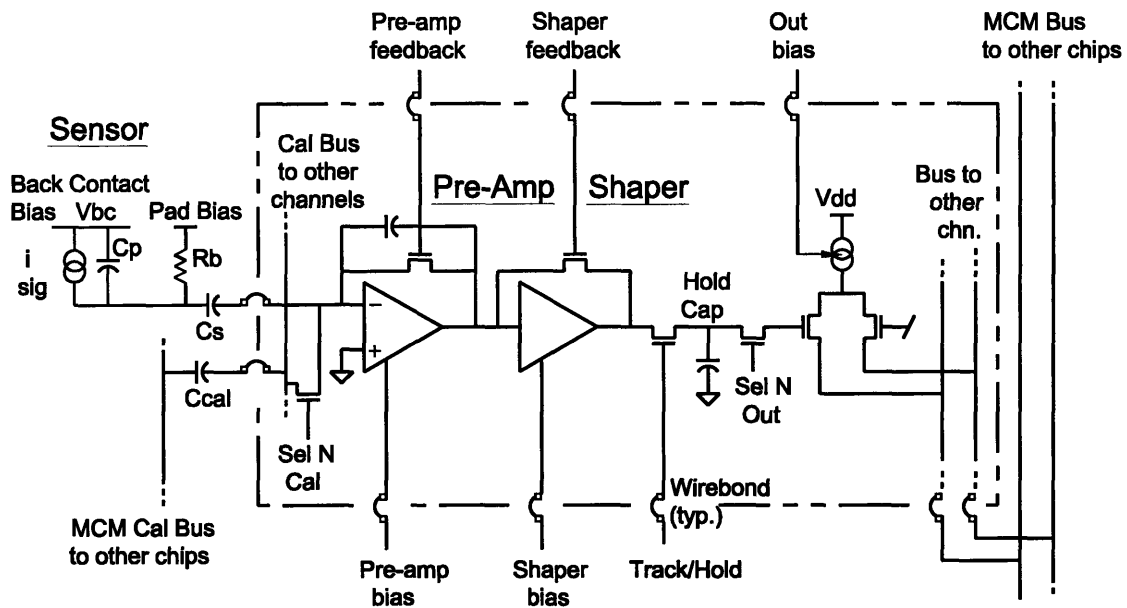 Pre-amp
feedback
Shaper
feedback
Out
bias
MCM Bus
to other chips
Sensor
Cal Bus
to other
channels
Pre-Amp
Shaper
Back Contact
Bias Vbc
Pad Bias
Cp
Rb
i
sig
Cs
Ccal
Vdd
Bus to
other
chn.
Hold
Cap
−
+
Sel N
Cal
Sel N
Out
Wirebond
(typ.)
MCM Cal Bus
to other chips
Pre-amp
bias
Shaper
bias
Track/Hold